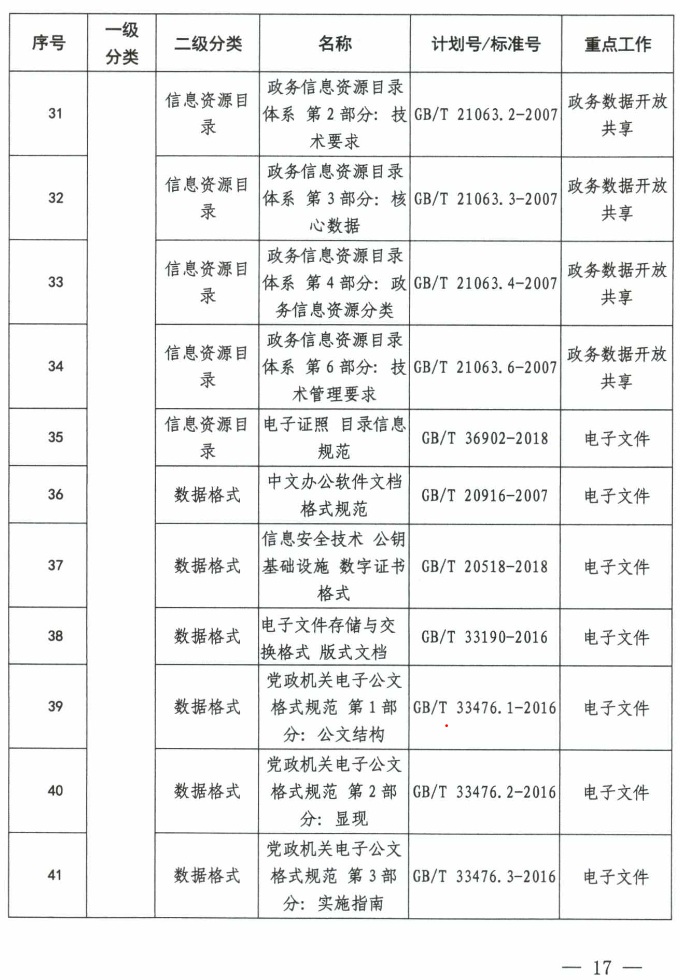 序号 一级分类 二级分类 名称 计划号/标准号 重点工作
31 信息资源目录 政务信息资源目录体系 第2部分：技术要求 GB/T 21063.2-2007 政务数据开放共享
32 信息资源目录 政务信息资源目录体系 第3部分：核心数据 GB/T 21063.3-2007 政务数据开放共享
33 信息资源目录 政务信息资源目录体系 第4部分：政务信息资源分类 GB/T 21063.4-2007 政务数据开放共享
34 信息资源目录 政务信息资源目录体系 第6部分：技术管理要求 GB/T 21063.6-2007 政务数据开放共享
35 信息资源目录 电子证照 目录信息规范 GB/T 36902-2018 电子文件
36 数据格式 中文办公软件文档格式规范 GB/T 20916-2007 电子文件
37 数据格式 信息安全技术 公钥基础设施 数字证书格式 GB/T 20518-2018 电子文件
38 数据格式 电子文件存储与交换格式 版式文档 GB/T 33190-2016 电子文件
39 数据格式 党政机关电子公文格式规范 第1部分：公文结构 GB/T 33476.1-2016 电子文件
40 数据格式 党政机关电子公文格式规范 第2部分：显现 GB/T 33476.2-2016 电子文件
41 数据格式 党政机关电子公文格式规范 第3部分：实施指南 GB/T 33476.3-2016 电子文件
— 17 —